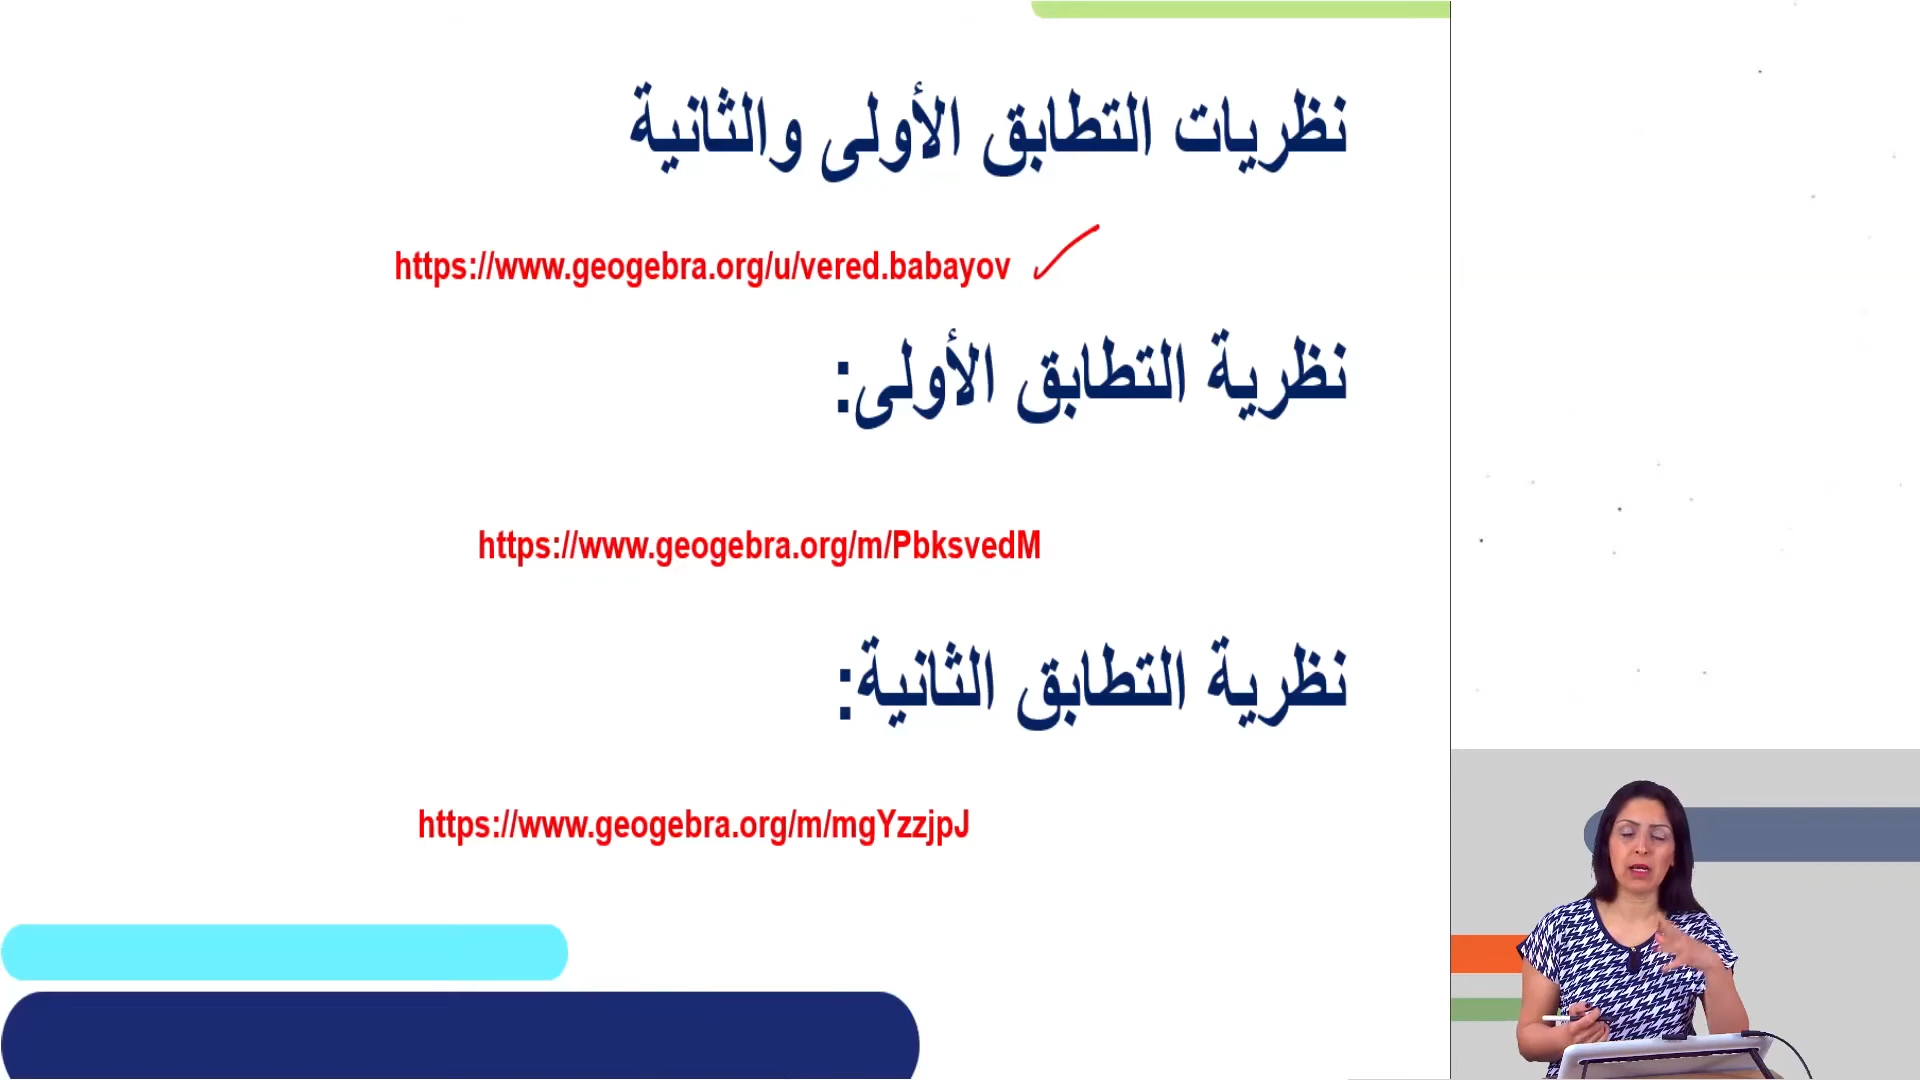 نظريات التطابق الأولى والثانية
https://www.geogebra.org/u/vered.babayov
نظرية التطابق الأولى:
https://www.geogebra.org/m/PbksvedM
نظرية التطابق الثانية:
https://www.geogebra.org/m/mgYzzjpJ